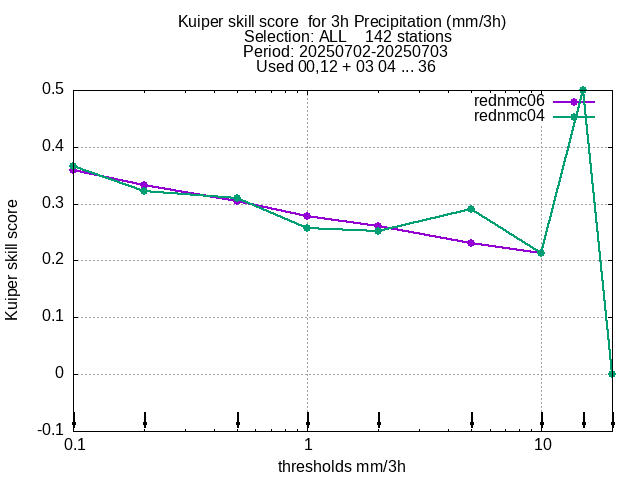 Kuiper skill score  for 3h Precipitation (mm/3h)
Selection: ALL    142 stations
Period: 20250702-20250703
Used 00,12 + 03 04 ... 36
rednmc06
rednmc04
0.5
0.4
0.3
0.2
0.1
0
-0.1
Kuiper skill score
0.1 1 10
thresholds mm/3h